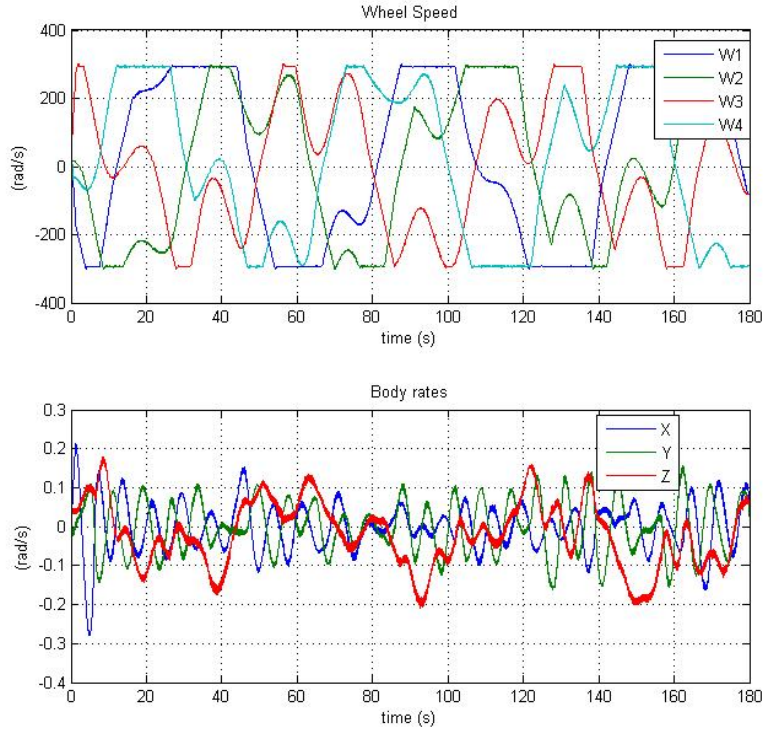 Wheel Speed
400
200
0
-200
-400
(rad/s)
0 20 40 60 80 100 120 140 160 180
time (s)
W1
W2
W3
W4
Body rates
0.3
0.2
0.1
0
-0.1
-0.2
-0.3
-0.4
(rad/s)
0 20 40 60 80 100 120 140 160 180
time (s)
X
Y
Z